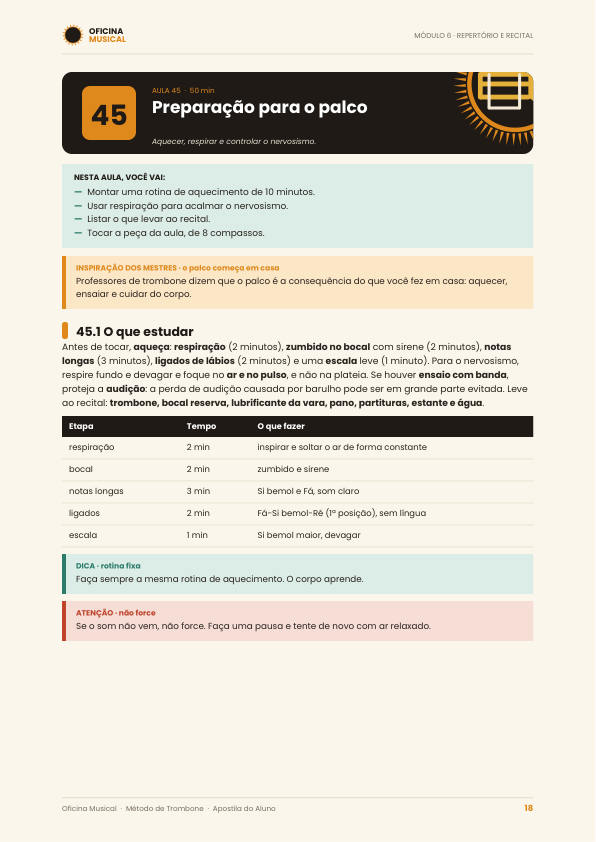 OFICINA
MUSICAL
MÓDULO 6 · REPERTÓRIO E RECITAL
45
AULA 45 · 50 min
Preparação para o palco
Aquecer, respirar e controlar o nervosismo.
NESTA AULA, VOCÊ VAI:
— Montar uma rotina de aquecimento de 10 minutos.
— Usar respiração para acalmar o nervosismo.
— Listar o que levar ao recital.
— Tocar a peça da aula, de 8 compassos.
INSPIRAÇÃO DOS MESTRES · o palco começa em casa
Professores de trombone dizem que o palco é a consequência do que você fez em casa: aquecer,
ensaiar e cuidar do corpo.
45.1 O que estudar
Antes de tocar, aqueça: respiração (2 minutos), zumbido no bocal com sirene (2 minutos), notas
longas (3 minutos), ligados de lábios (2 minutos) e uma escala leve (1 minuto). Para o nervosismo,
respire fundo e devagar e foque no ar e no pulso, e não na plateia. Se houver ensaio com banda,
proteja a audição: a perda de audição causada por barulho pode ser em grande parte evitada. Leve
ao recital: trombone, bocal reserva, lubrificante da vara, pano, partituras, estante e água.
Etapa Tempo O que fazer
respiração 2 min inspirar e soltar o ar de forma constante
bocal 2 min zumbido e sirene
notas longas 3 min Si bemol e Fá, som claro
ligados 2 min Fá-Si bemol-Ré (1ª posição), sem língua
escala 1 min Si bemol maior, devagar
DICA · rotina fixa
Faça sempre a mesma rotina de aquecimento. O corpo aprende.
ATENÇÃO · não force
Se o som não vem, não force. Faça uma pausa e tente de novo com ar relaxado.
Oficina Musical · Método de Trombone · Apostila do Aluno
18